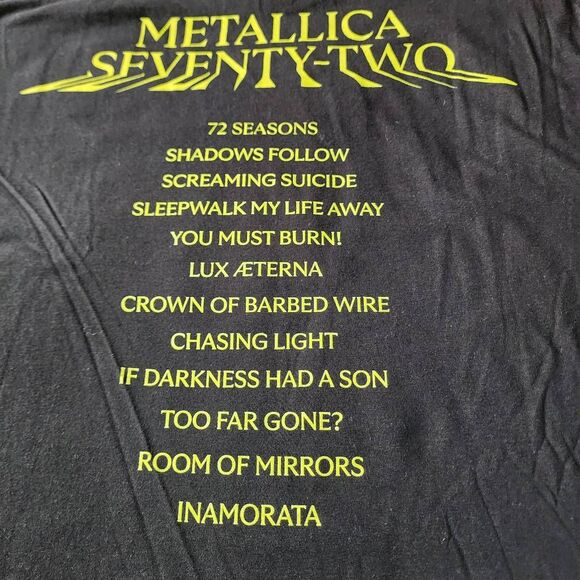 METALLICA
SEVENTY-TWO
72 SEASONS
SHADOWS FOLLOW
SCREAMING SUICIDE
SLEEPWALK MY LIFE AWAY
YOU MUST BURN!
LUX ÆTERNA
CROWN OF BARBED WIRE
CHASING LIGHT
IF DARKNESS HAD A SON
TOO FAR GONE?
ROOM OF MIRRORS
INAMORATA